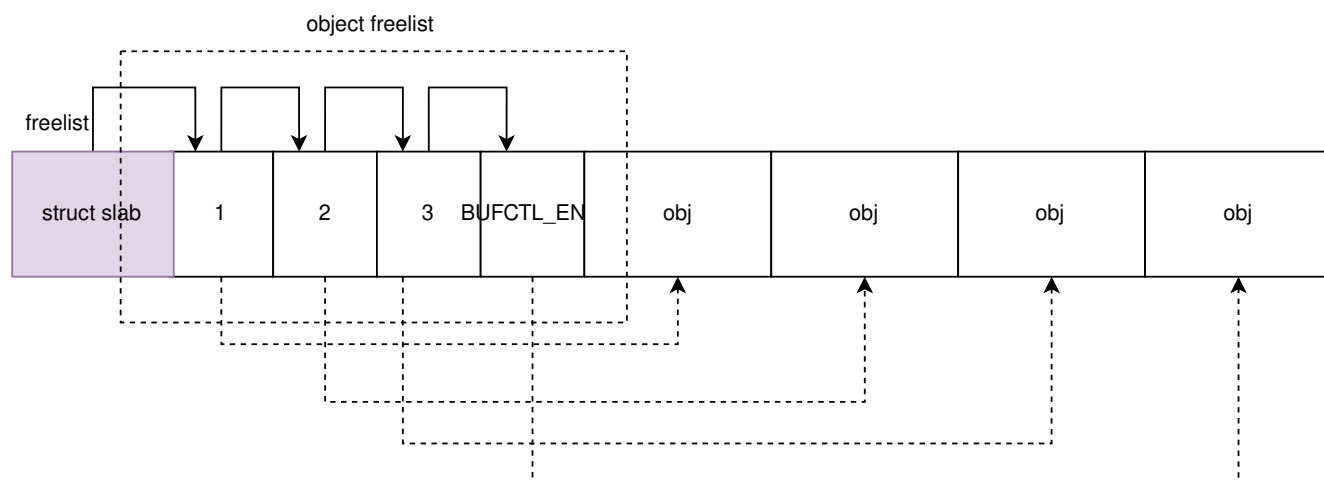 object freelist
freelist
struct slab
1
2
3
BUFCTL_EN
obj
obj
obj
obj